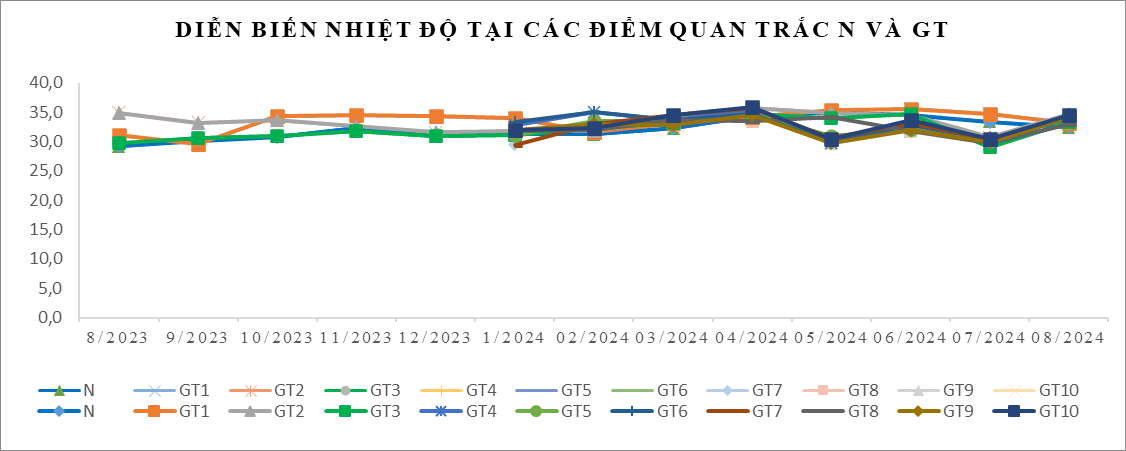 DIỄN BIẾN NHIỆT ĐỘ TẠI CÁC ĐIỂM QUAN TRẮC N VÀ GT
40,0
35,0
30,0
25,0
20,0
15,0
10,0
5,0
0,0
8/2023 9/2023 10/2023 11/2023 12/2023 1/2024 02/2024 03/2024 04/2024 05/2024 06/2024 07/2024 08/2024
N GT1 GT2 GT3 GT4 GT5 GT6 GT7 GT8 GT9 GT10
N GT1 GT2 GT3 GT4 GT5 GT6 GT7 GT8 GT9 GT10